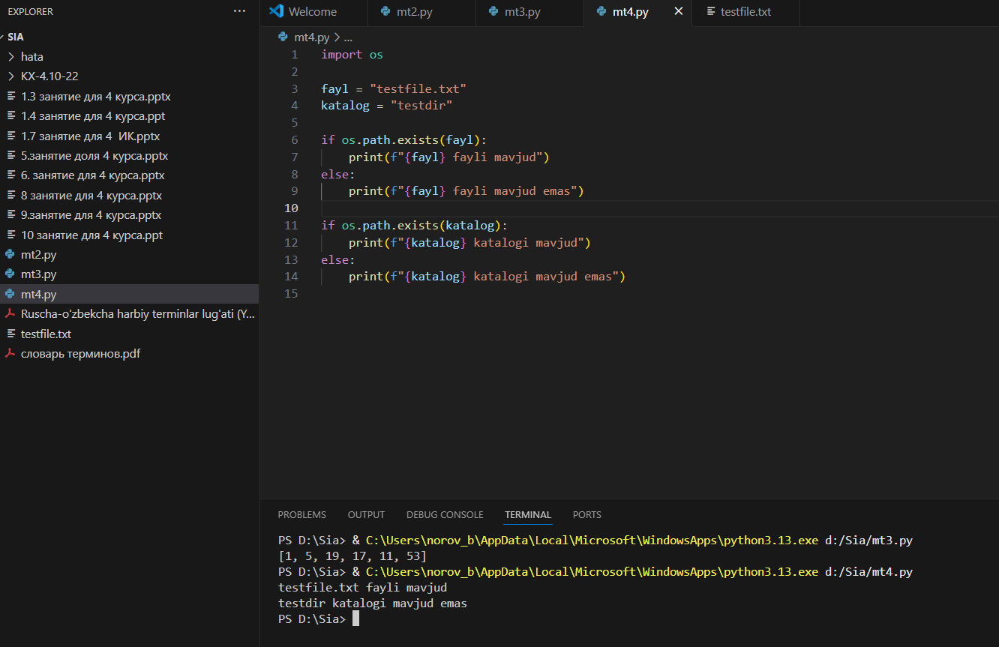 EXPLORER
...
SIA
hata
KX-4.10-22
1.3 занятие для 4 курса.pptx
1.4 занятие для 4 курса.ppt
1.7 занятие для 4  ИК.pptx
5.занятие доля 4 курса.pptx
6. занятие для 4 курса.pptx
8 занятие для 4 курса.pptx
9.занятие для 4 курса.pptx
10 занятие для 4 курса.ppt
mt2.py
mt3.py
mt4.py
Ruscha-o'zbekcha harbiy terminlar lug'ati (Y...
testfile.txt
словарь терминов.pdf
Welcome
mt2.py
mt3.py
mt4.py
testfile.txt
mt4.py > ...
1 import os
2
3 fayl = "testfile.txt"
4 katalog = "testdir"
5
6 if os.path.exists(fayl):
7     print(f"{fayl} fayli mavjud")
8 else:
9     print(f"{fayl} fayli mavjud emas")
10
11 if os.path.exists(katalog):
12     print(f"{katalog} katalogi mavjud")
13 else:
14     print(f"{katalog} katalogi mavjud emas")
15
PROBLEMS OUTPUT DEBUG CONSOLE TERMINAL PORTS
PS D:\Sia> & C:\Users\norov_b\AppData\Local\Microsoft\WindowsApps\python3.13.exe d:/Sia/mt3.py
[1, 5, 19, 17, 11, 53]
PS D:\Sia> & C:\Users\norov_b\AppData\Local\Microsoft\WindowsApps\python3.13.exe d:/Sia/mt4.py
testfile.txt fayli mavjud
testdir katalogi mavjud emas
PS D:\Sia>